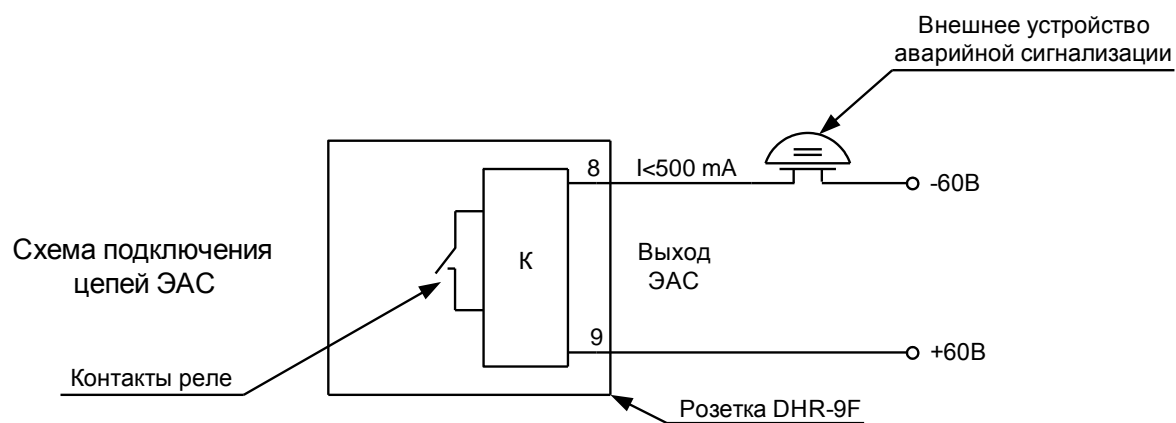 Внешнее устройство
аварийной сигнализации
8
I<500 mA
-60В
Схема подключения
цепей ЭАС
К
Выход
ЭАС
9
+60В
Контакты реле
Розетка DHR-9F